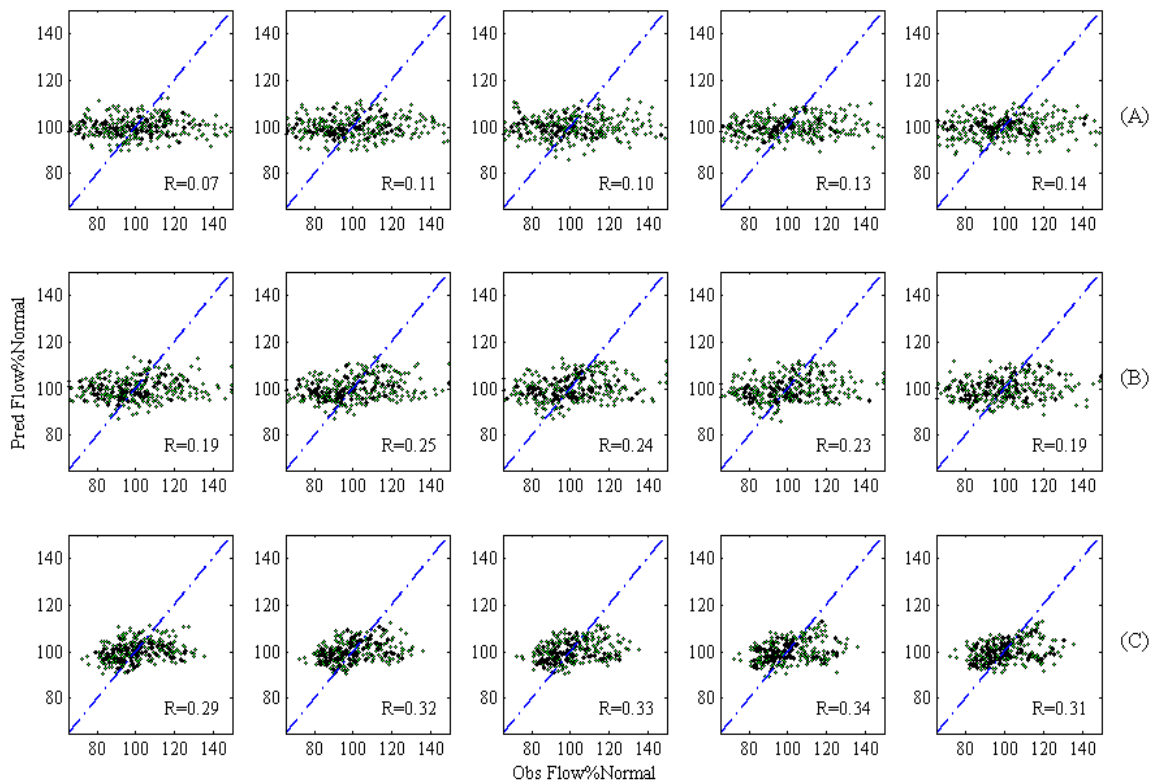 140 140 140 140 140
120 120 120 120 120
100 100 100 100 100 (A)
80 80 80 80 80
R=0.07 R=0.11 R=0.10 R=0.13 R=0.14
80 100 120 140 80 100 120 140 80 100 120 140 80 100 120 140 80 100 120 140
140 140 140 140 140
120 120 120 120 120
Pred Flow%Normal
100 100 100 100 100 (B)
80 80 80 80 80
R=0.19 R=0.25 R=0.24 R=0.23 R=0.19
80 100 120 140 80 100 120 140 80 100 120 140 80 100 120 140 80 100 120 140
140 140 140 140 140
120 120 120 120 120
100 100 100 100 100 (C)
80 80 80 80 80
R=0.29 R=0.32 R=0.33 R=0.34 R=0.31
80 100 120 140 80 100 120 140 80 100 120 140 80 100 120 140 80 100 120 140
Obs Flow%Normal